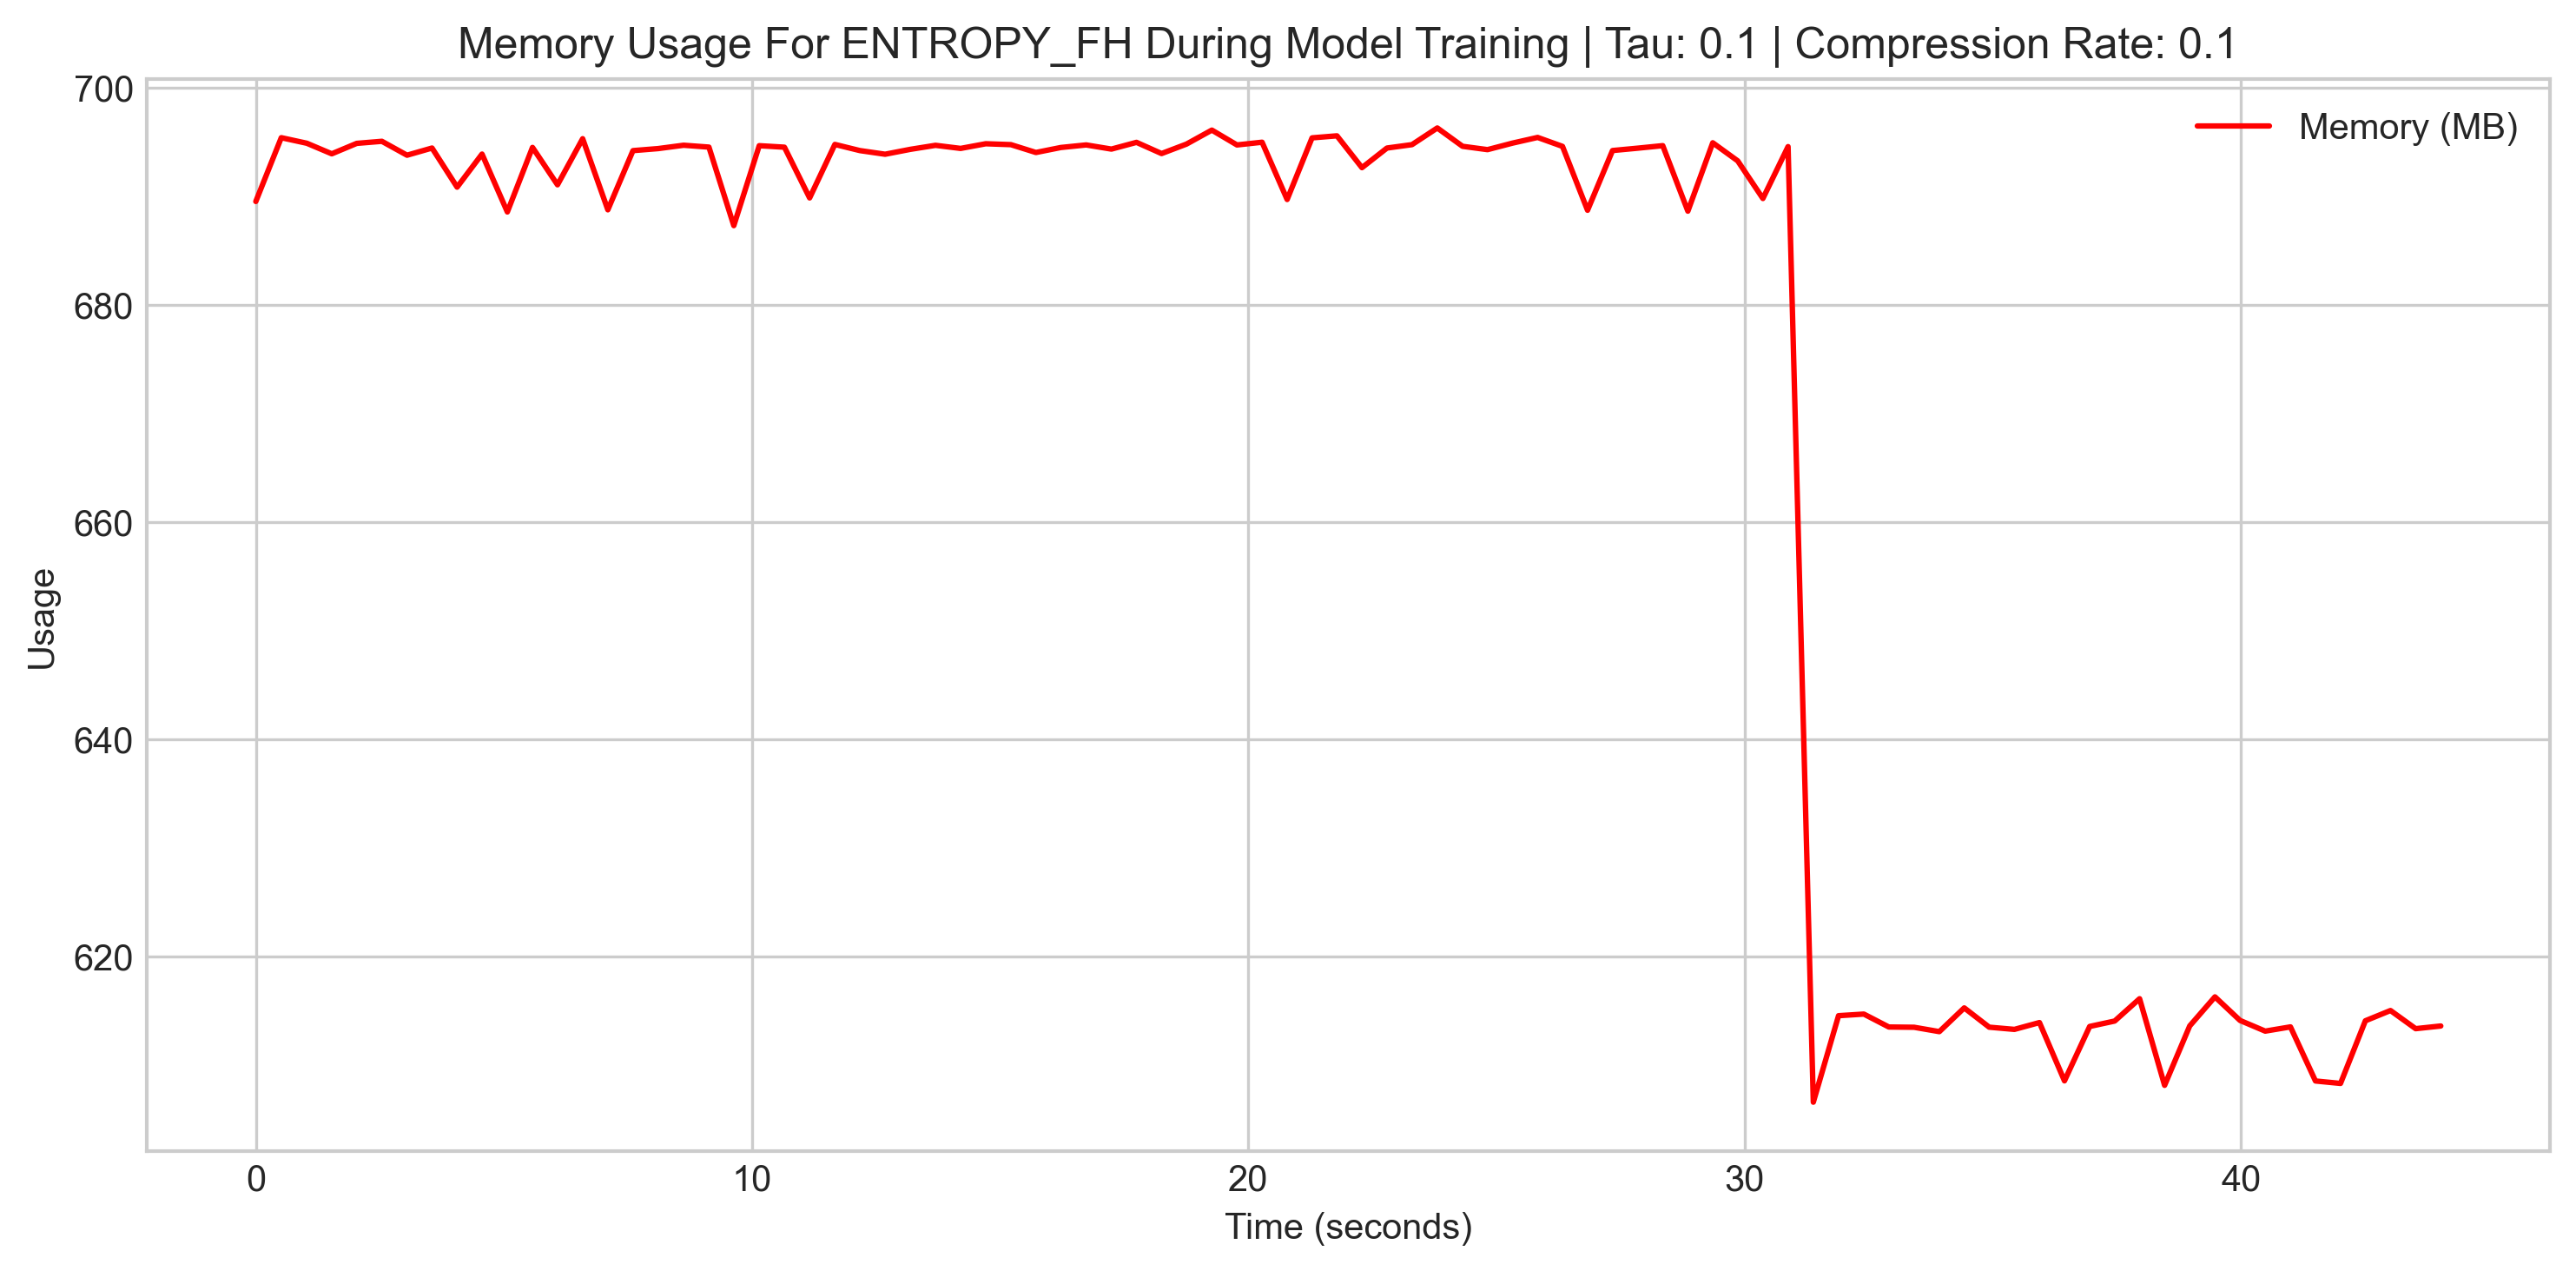 Memory Usage For ENTROPY_FH During Model Training | Tau: 0.1 | Compression Rate: 0.1
Memory (MB)
700
680
660
640
620
Usage
0 10 20 30 40
Time (seconds)